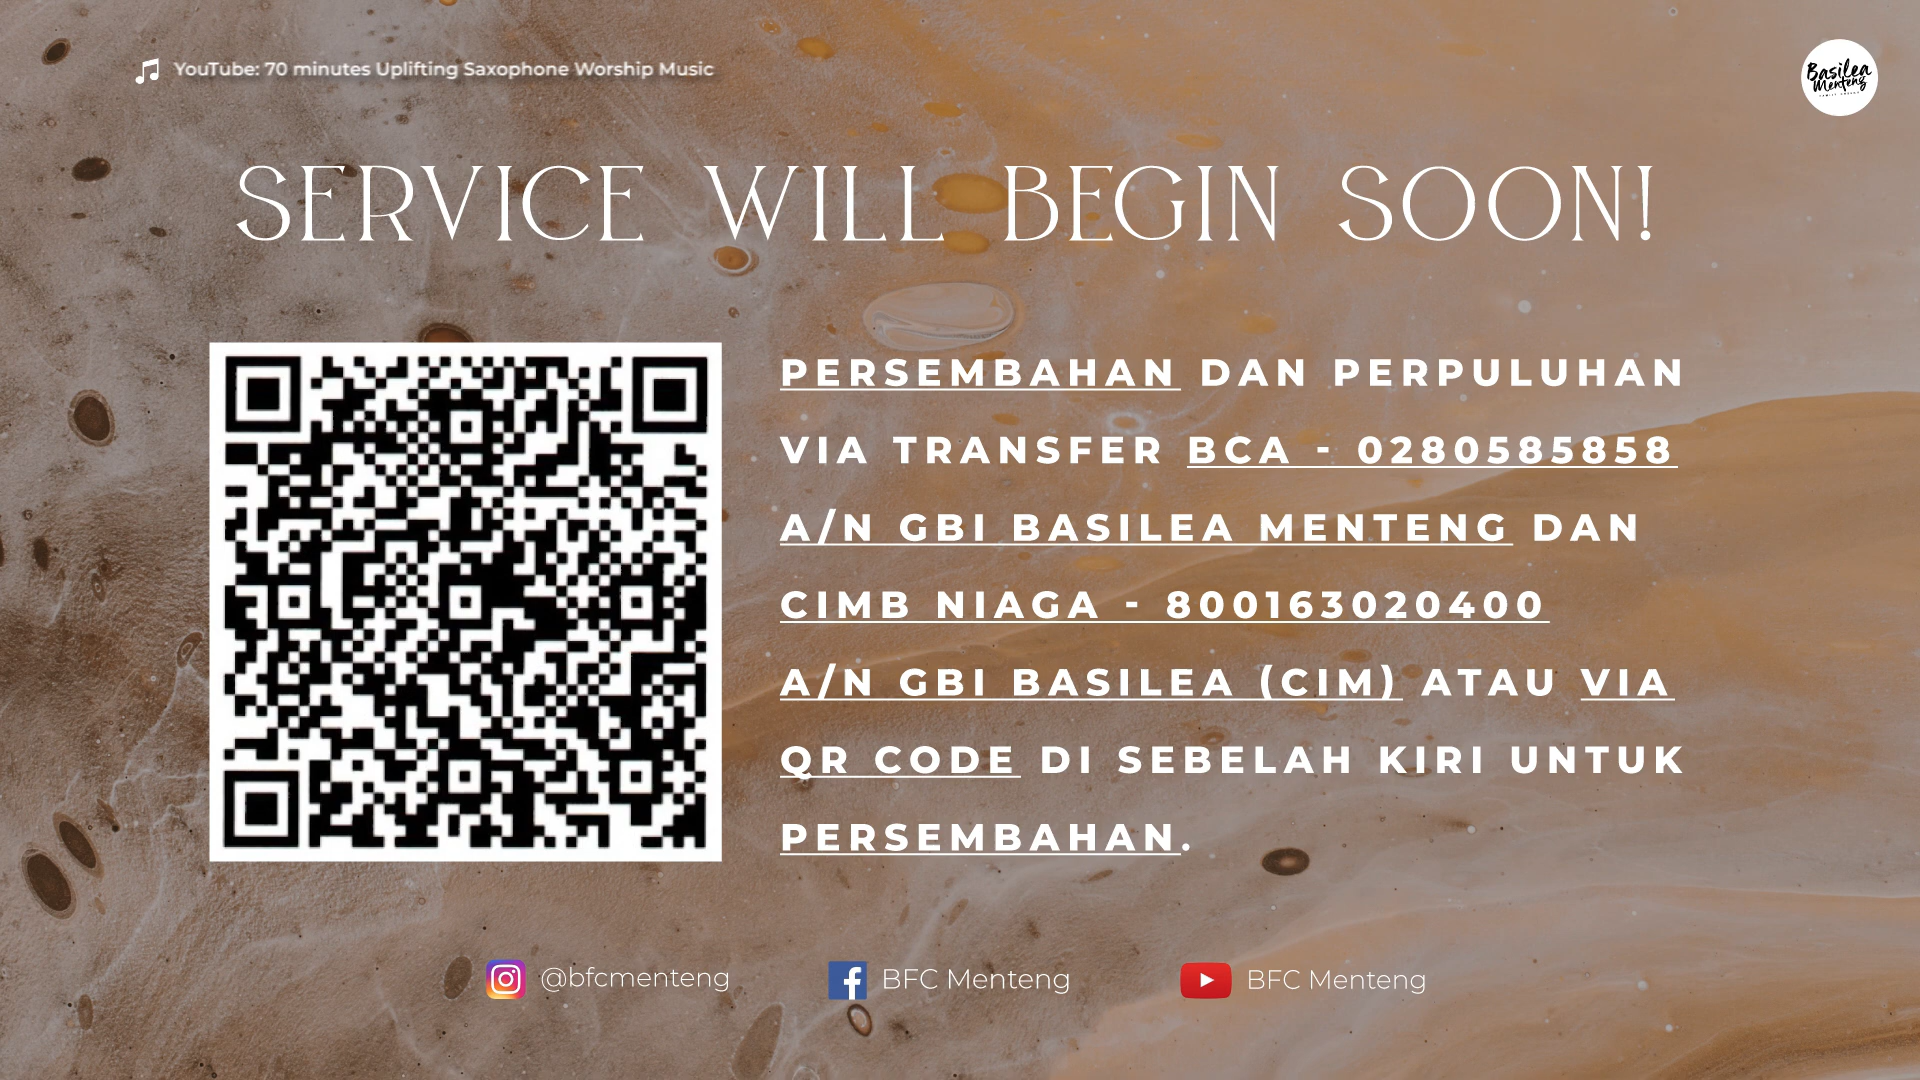 YouTube: 70 minutes Uplifting Saxophone Worship Music
Basilea
Menteng
SERVICE WILL BEGIN SOON!
PERSEMBAHAN DAN PERPULUHAN
VIA TRANSFER BCA - 0280585858
A/N GBI BASILEA MENTENG DAN
CIMB NIAGA - 800163020400
A/N GBI BASILEA (CIM) ATAU VIA
QR CODE DI SEBELAH KIRI UNTUK
PERSEMBAHAN.
@bfcmenteng
BFC Menteng
BFC Menteng